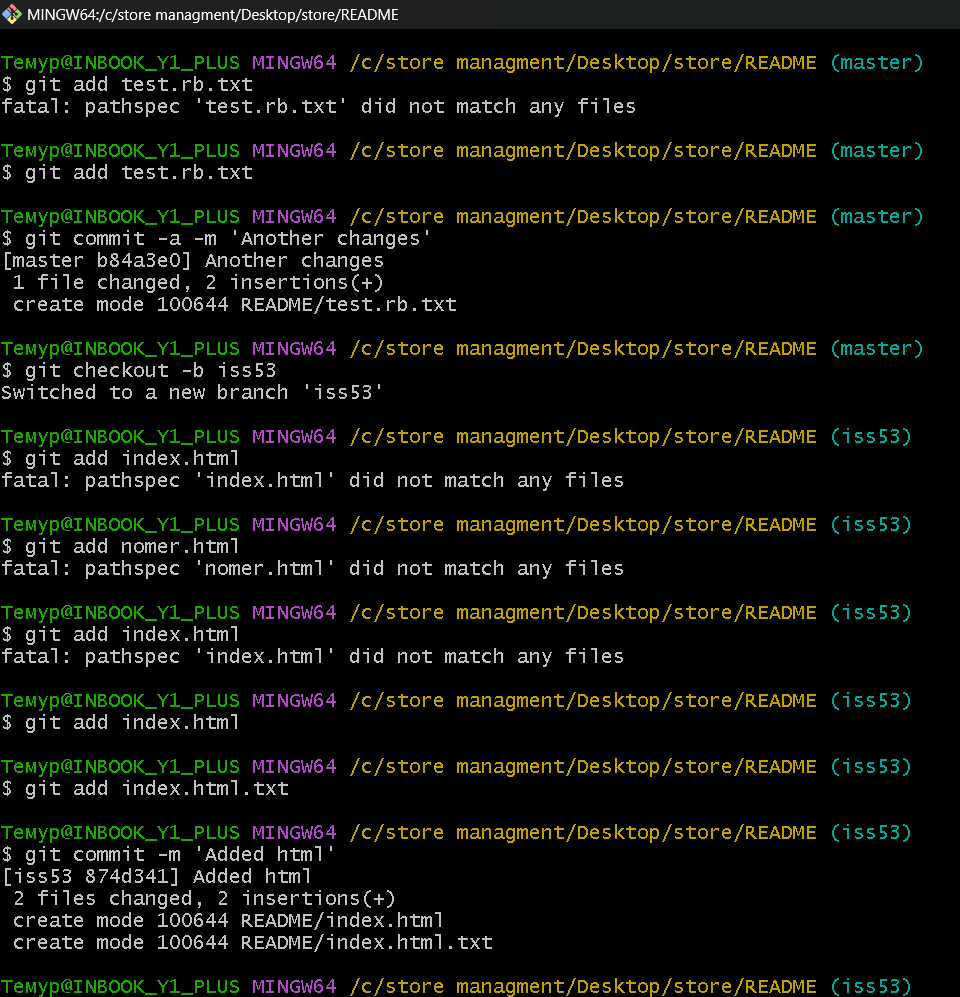 MINGW64:/c/store managment/Desktop/store/README
Темур@INBOOK_Y1_PLUS MINGW64 /c/store managment/Desktop/store/README (master)
$ git add test.rb.txt
fatal: pathspec 'test.rb.txt' did not match any files
Темур@INBOOK_Y1_PLUS MINGW64 /c/store managment/Desktop/store/README (master)
$ git add test.rb.txt
Темур@INBOOK_Y1_PLUS MINGW64 /c/store managment/Desktop/store/README (master)
$ git commit -a -m 'Another changes'
[master b84a3e0] Another changes
1 file changed, 2 insertions(+)
create mode 100644 README/test.rb.txt
Темур@INBOOK_Y1_PLUS MINGW64 /c/store managment/Desktop/store/README (master)
$ git checkout -b iss53
Switched to a new branch 'iss53'
Темур@INBOOK_Y1_PLUS MINGW64 /c/store managment/Desktop/store/README (iss53)
$ git add index.html
fatal: pathspec 'index.html' did not match any files
Темур@INBOOK_Y1_PLUS MINGW64 /c/store managment/Desktop/store/README (iss53)
$ git add nomer.html
fatal: pathspec 'nomer.html' did not match any files
Темур@INBOOK_Y1_PLUS MINGW64 /c/store managment/Desktop/store/README (iss53)
$ git add index.html
fatal: pathspec 'index.html' did not match any files
Темур@INBOOK_Y1_PLUS MINGW64 /c/store managment/Desktop/store/README (iss53)
$ git add index.html
Темур@INBOOK_Y1_PLUS MINGW64 /c/store managment/Desktop/store/README (iss53)
$ git add index.html.txt
Темур@INBOOK_Y1_PLUS MINGW64 /c/store managment/Desktop/store/README (iss53)
$ git commit -m 'Added html'
[iss53 874d341] Added html
2 files changed, 2 insertions(+)
create mode 100644 README/index.html
create mode 100644 README/index.html.txt
Темур@INBOOK_Y1_PLUS MINGW64 /c/store managment/Desktop/store/README (iss53)